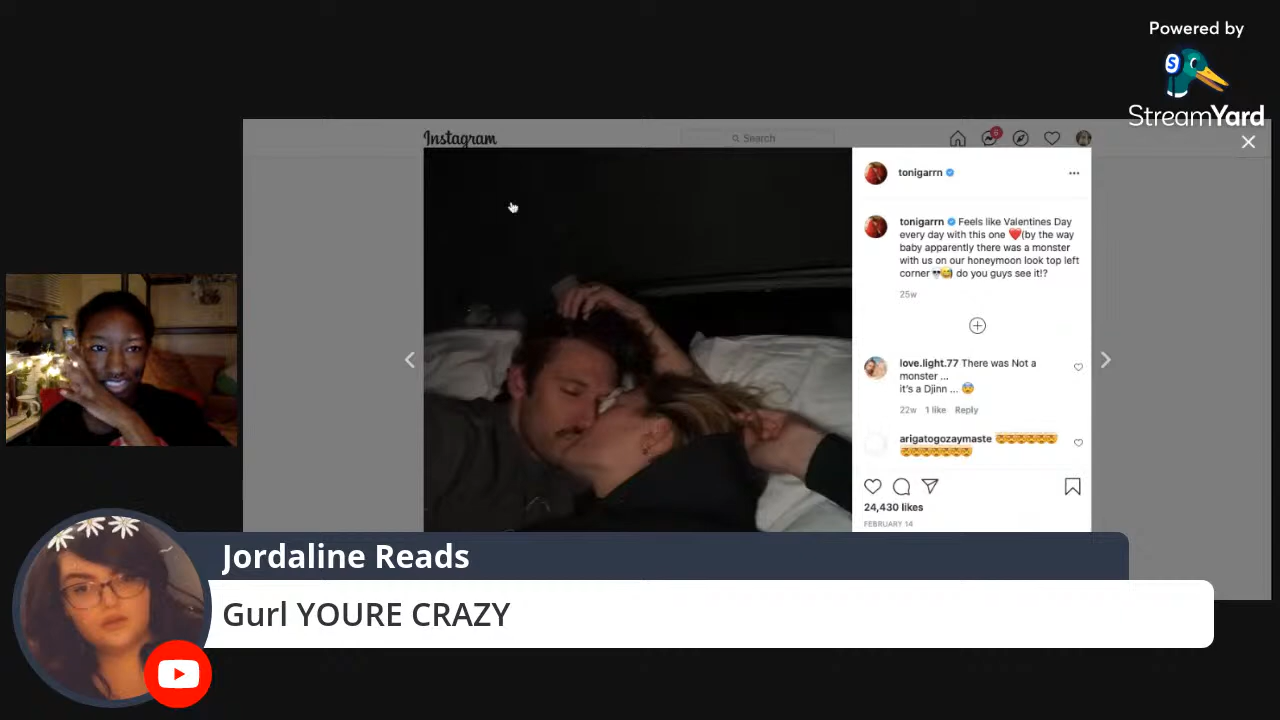 Powered by
S
StreamYard
Instagram
Search
6
tonigarrn
tonigarrn Feels like Valentines Day
every day with this one ❤️(by the way
baby apparently there was a monster
with us on our honeymoon look top left
corner do you guys see it!?
25w
love.light.77 There was Not a
monster ...
it's a Djinn ... 😨
22w 1 like Reply
arigatogozaymaste
24,430 likes
FEBRUARY 14
Jordaline Reads
Gurl YOURE CRAZY